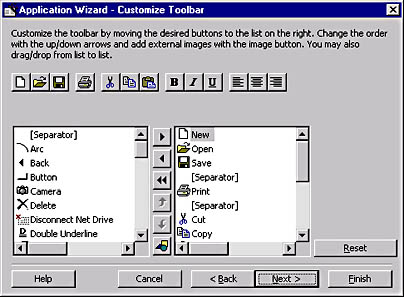 Application Wizard - Customize Toolbar
Customize the toolbar by moving the desired buttons to the list on the right. Change the order
with the up/down arrows and add external images with the image button. You may also
drag/drop from list to list.
B I U
[Separator]
Arc
Back
Button
Camera
Delete
Disconnect Net Drive
Double Underline
New
Open
Save
[Separator]
Print
[Separator]
Cut
Copy
Reset
Help
Cancel
< Back
Next >
Finish